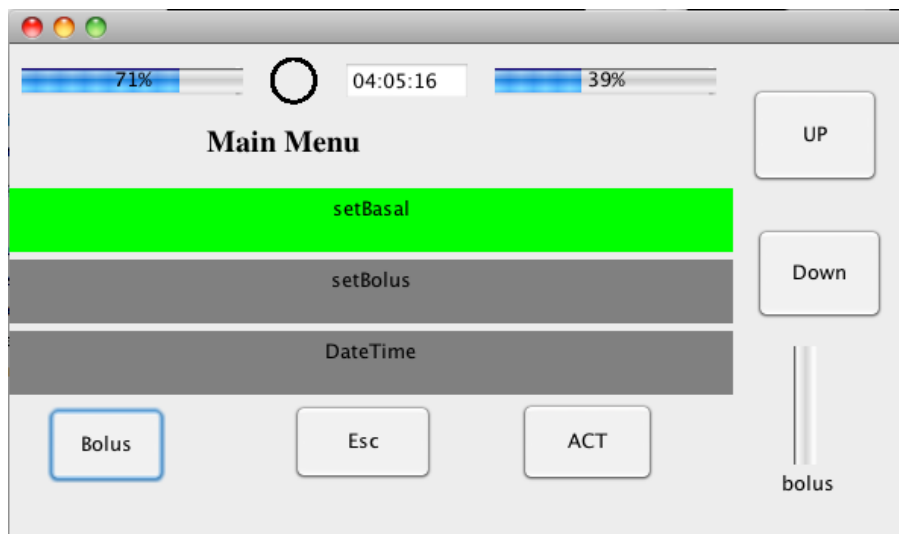 71% 04:05:16 39%
Main Menu
UP
setBasal
setBolus
Down
DateTime
Bolus Esc ACT
bolus